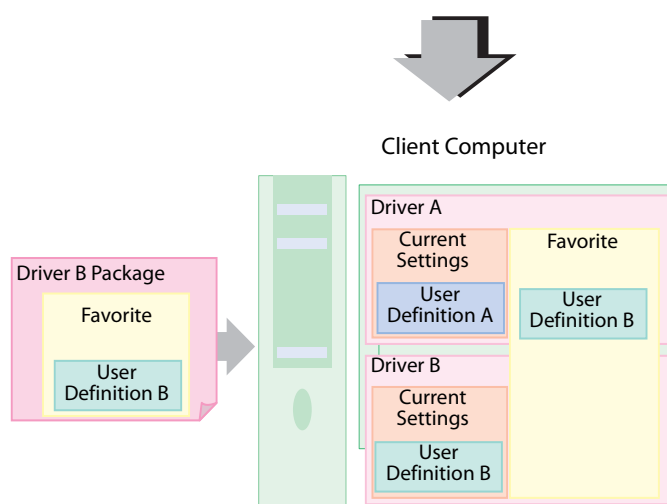 Client Computer
Driver B Package
Favorite
User
Definition B
Driver A
Current
Settings
User
Definition A
Favorite
User
Definition B
Driver B
Current
Settings
User
Definition B